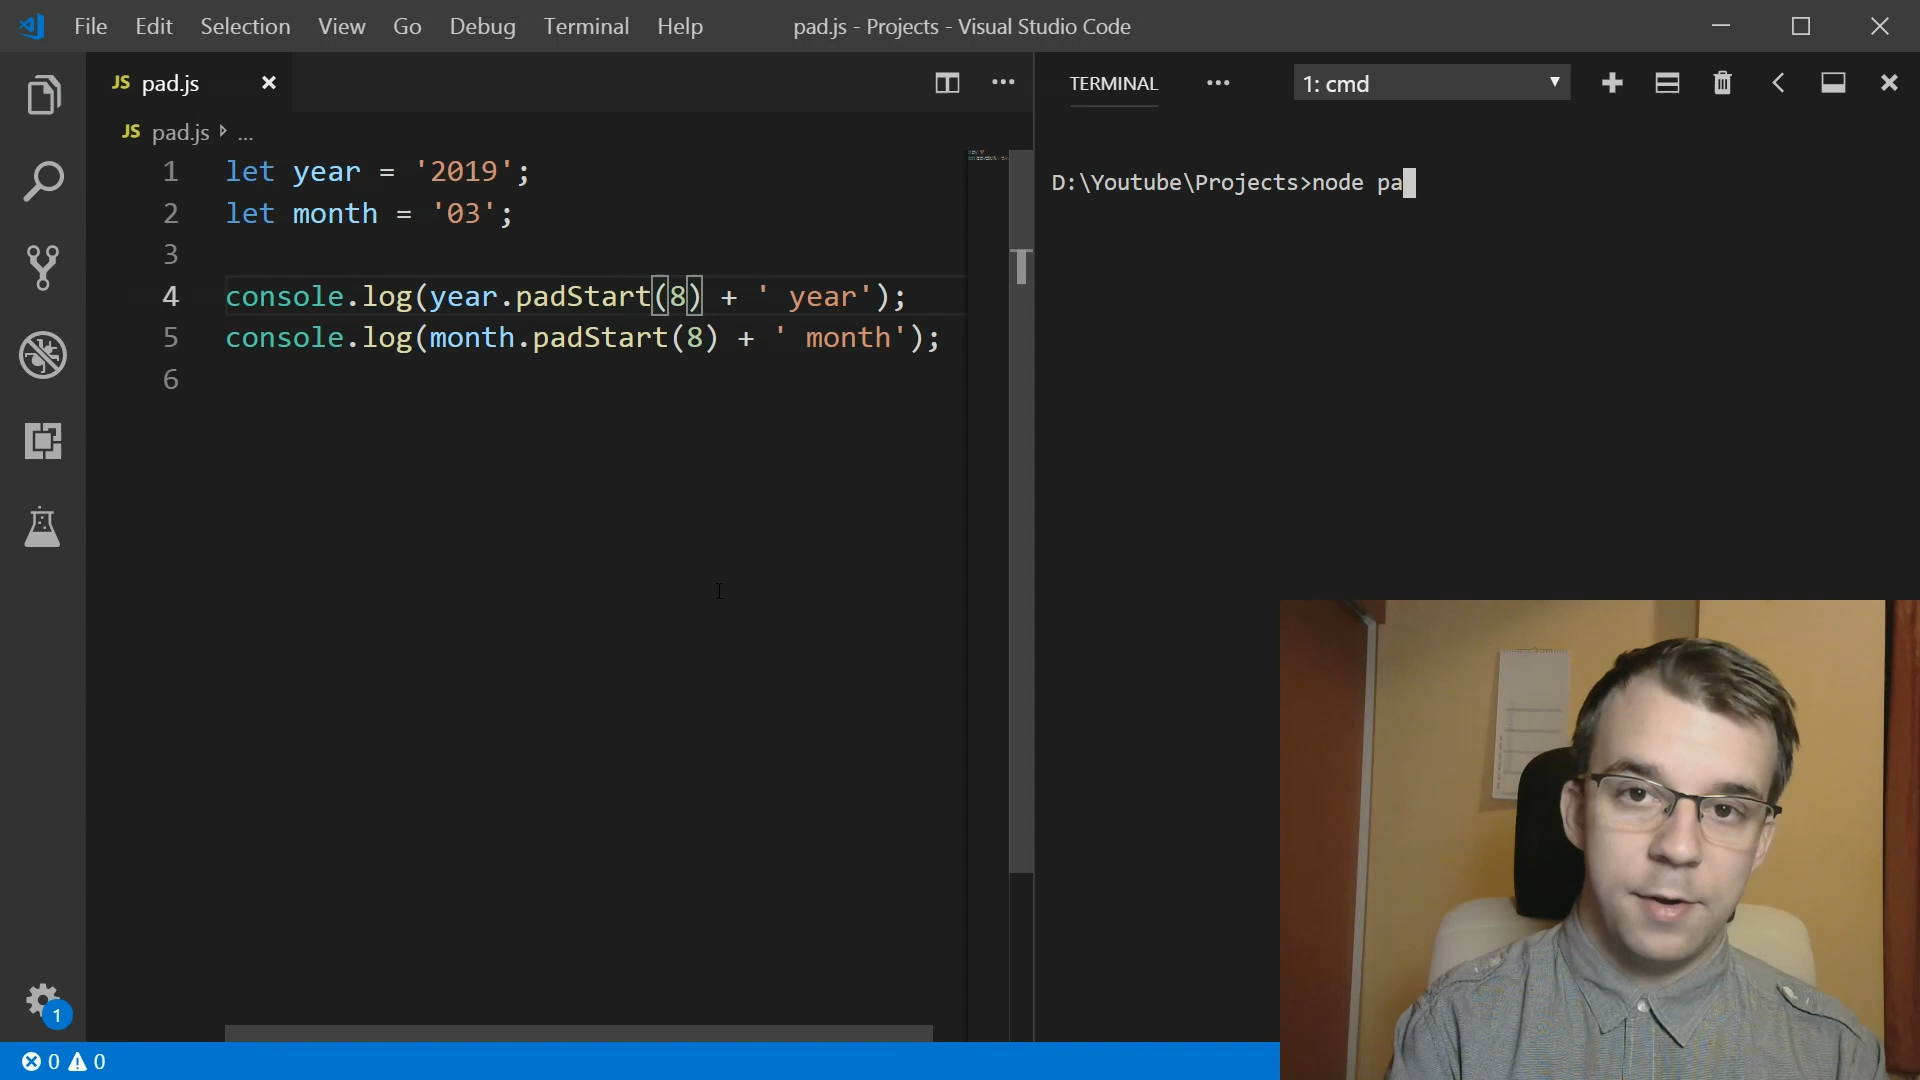 File Edit Selection View Go Debug Terminal Help pad.js - Projects - Visual Studio Code
JS pad.js
TERMINAL ••• 1: cmd
JS pad.js ...
1 let year = '2019';
2 let month = '03';
3
4 console.log(year.padStart(8) + ' year');
5 console.log(month.padStart(8) + ' month');
6
D:\Youtube\Projects>node pa
1
0 0